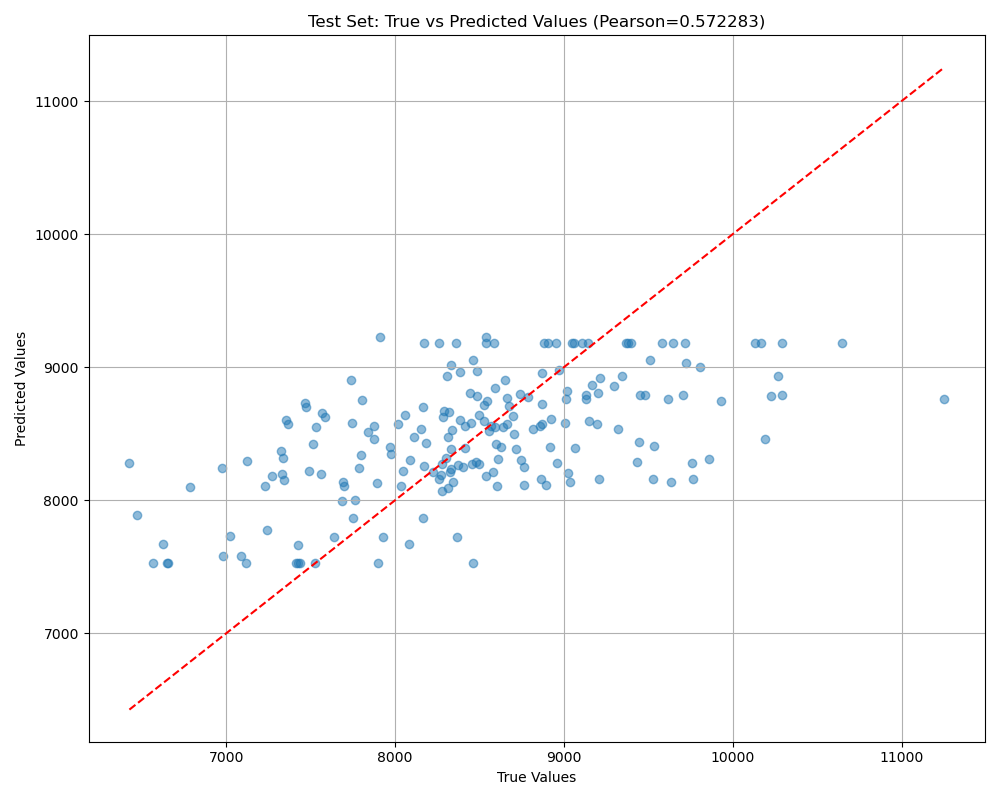 Test Set: True vs Predicted Values (Pearson=0.572283)
Predicted Values
11000
10000
9000
8000
7000
7000 8000 9000 10000 11000
True Values